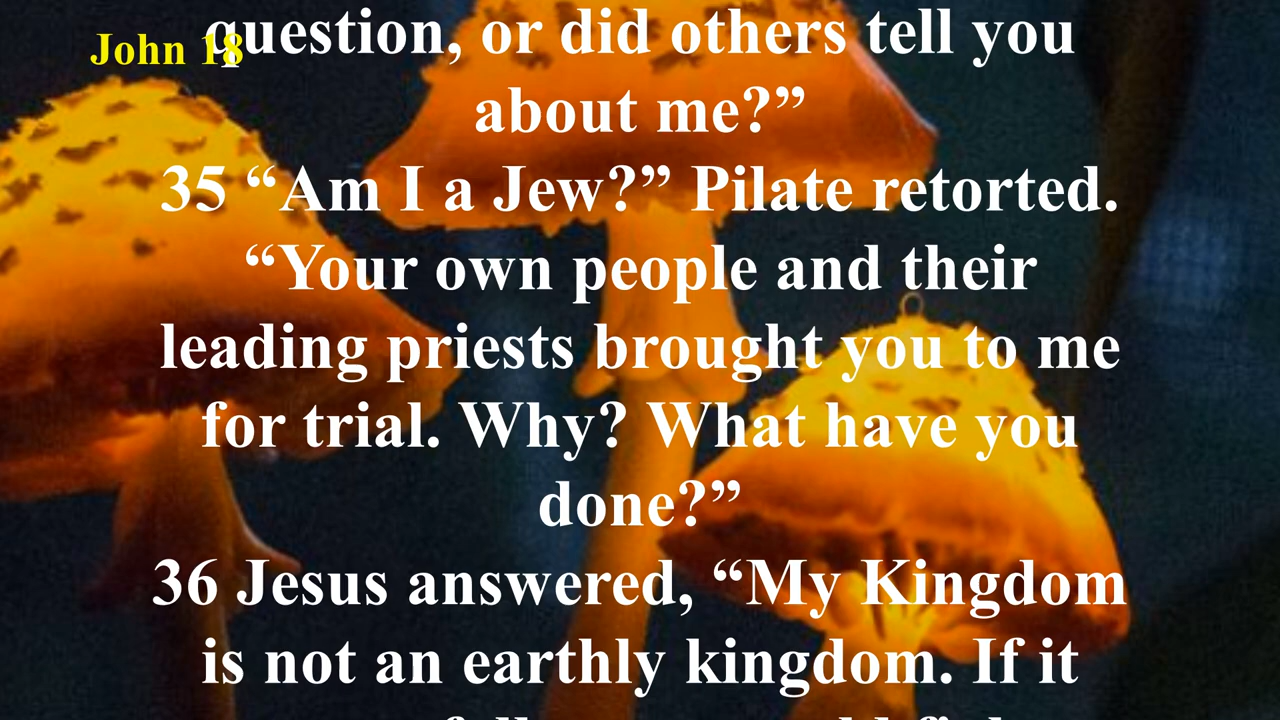 John 18
question, or did others tell you
about me?”
35 “Am I a Jew?” Pilate retorted.
“Your own people and their
leading priests brought you to me
for trial. Why? What have you
done?”
36 Jesus answered, “My Kingdom
is not an earthly kingdom. If it